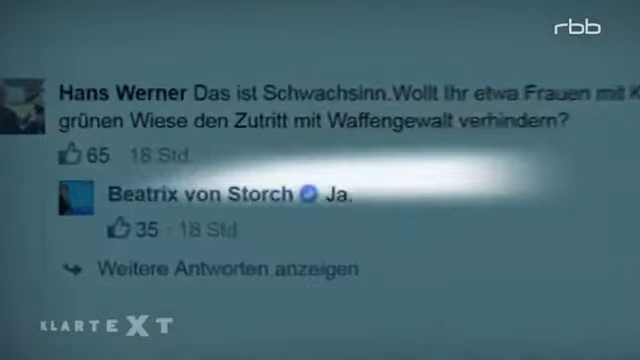 rbb
Hans Werner Das ist Schwachsinn.Wollt Ihr etwa Frauen mit K
grünen Wiese den Zutritt mit Waffengewalt verhindern?
65 · 18 Std.
Beatrix von Storch Ja.
35 · 18 Std.
Weitere Antworten anzeigen
KLARTEXT